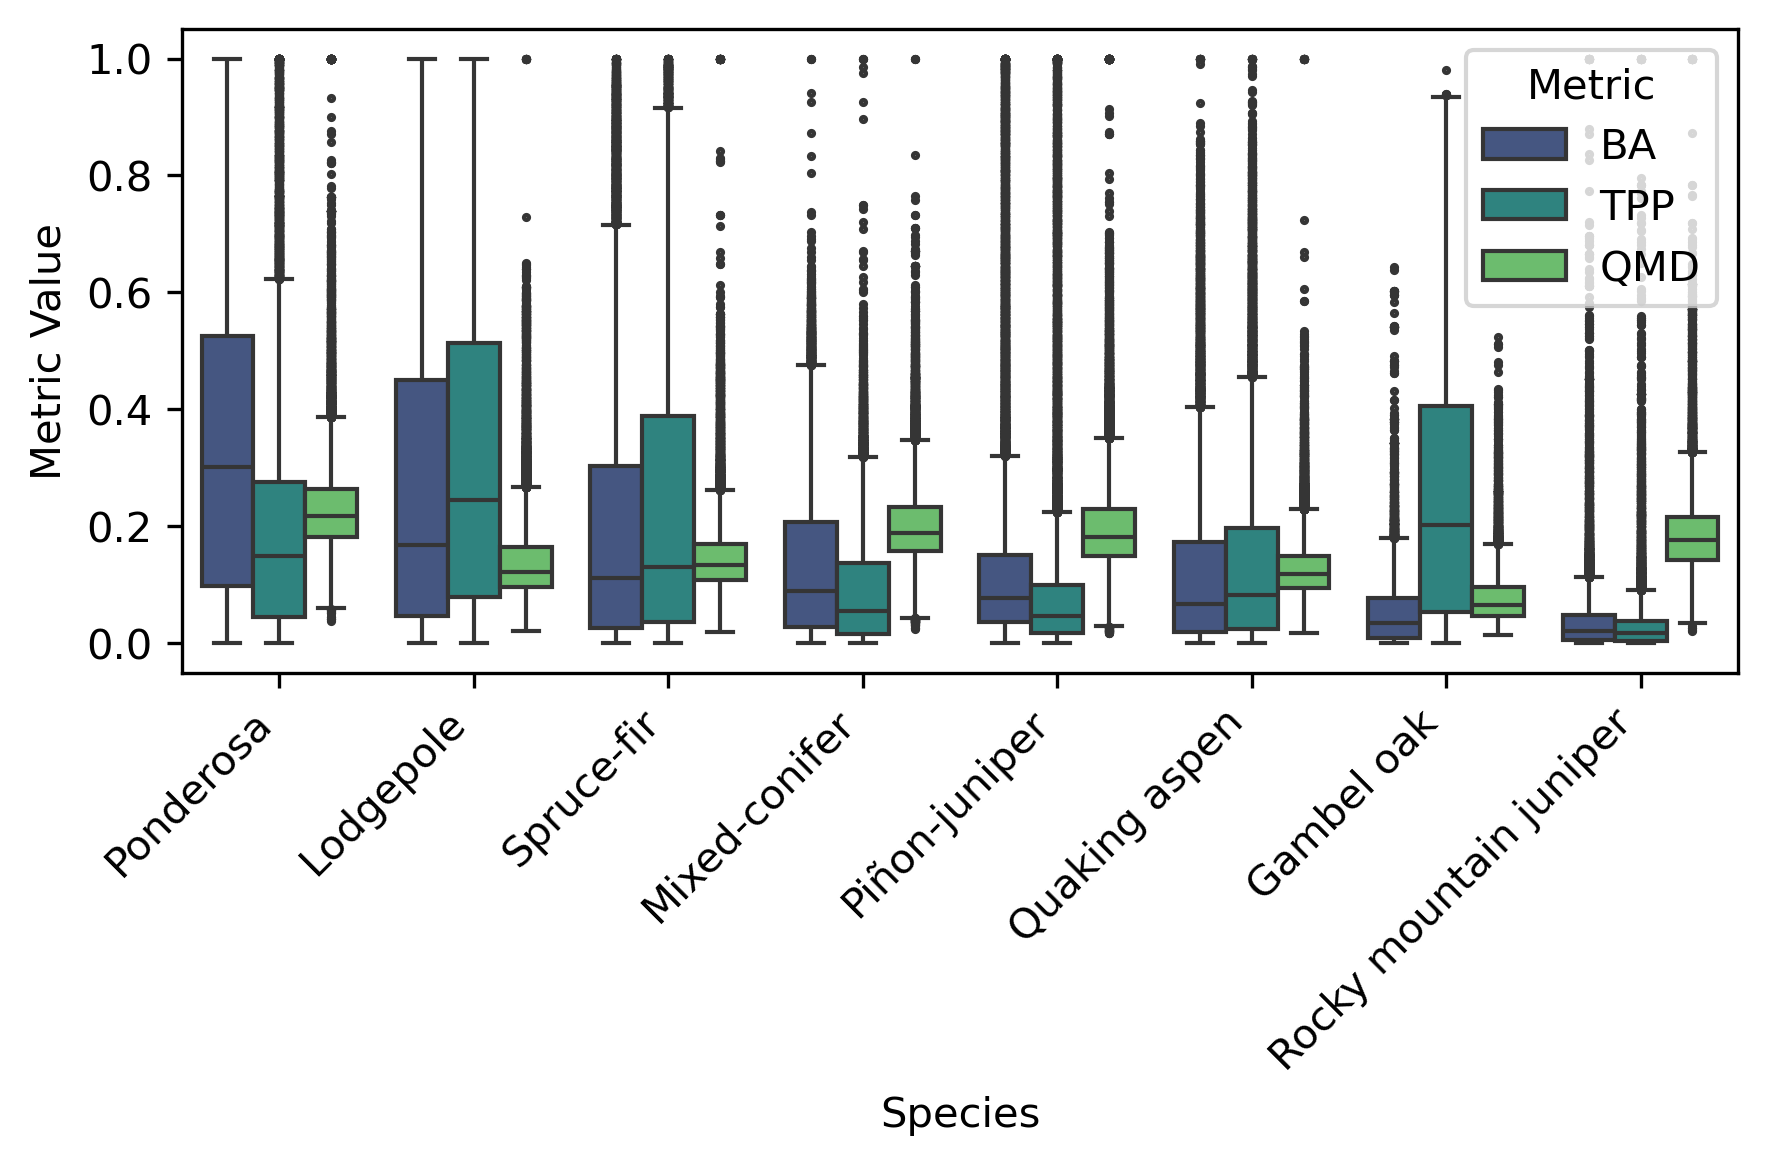 Metric Value
1.0
0.8
0.6
0.4
0.2
0.0
Metric
BA
TPP
QMD
Ponderosa
Lodgepole
Spruce-fir
Mixed-conifer
Piñon-juniper
Quaking aspen
Gambel oak
Rocky mountain juniper
Species